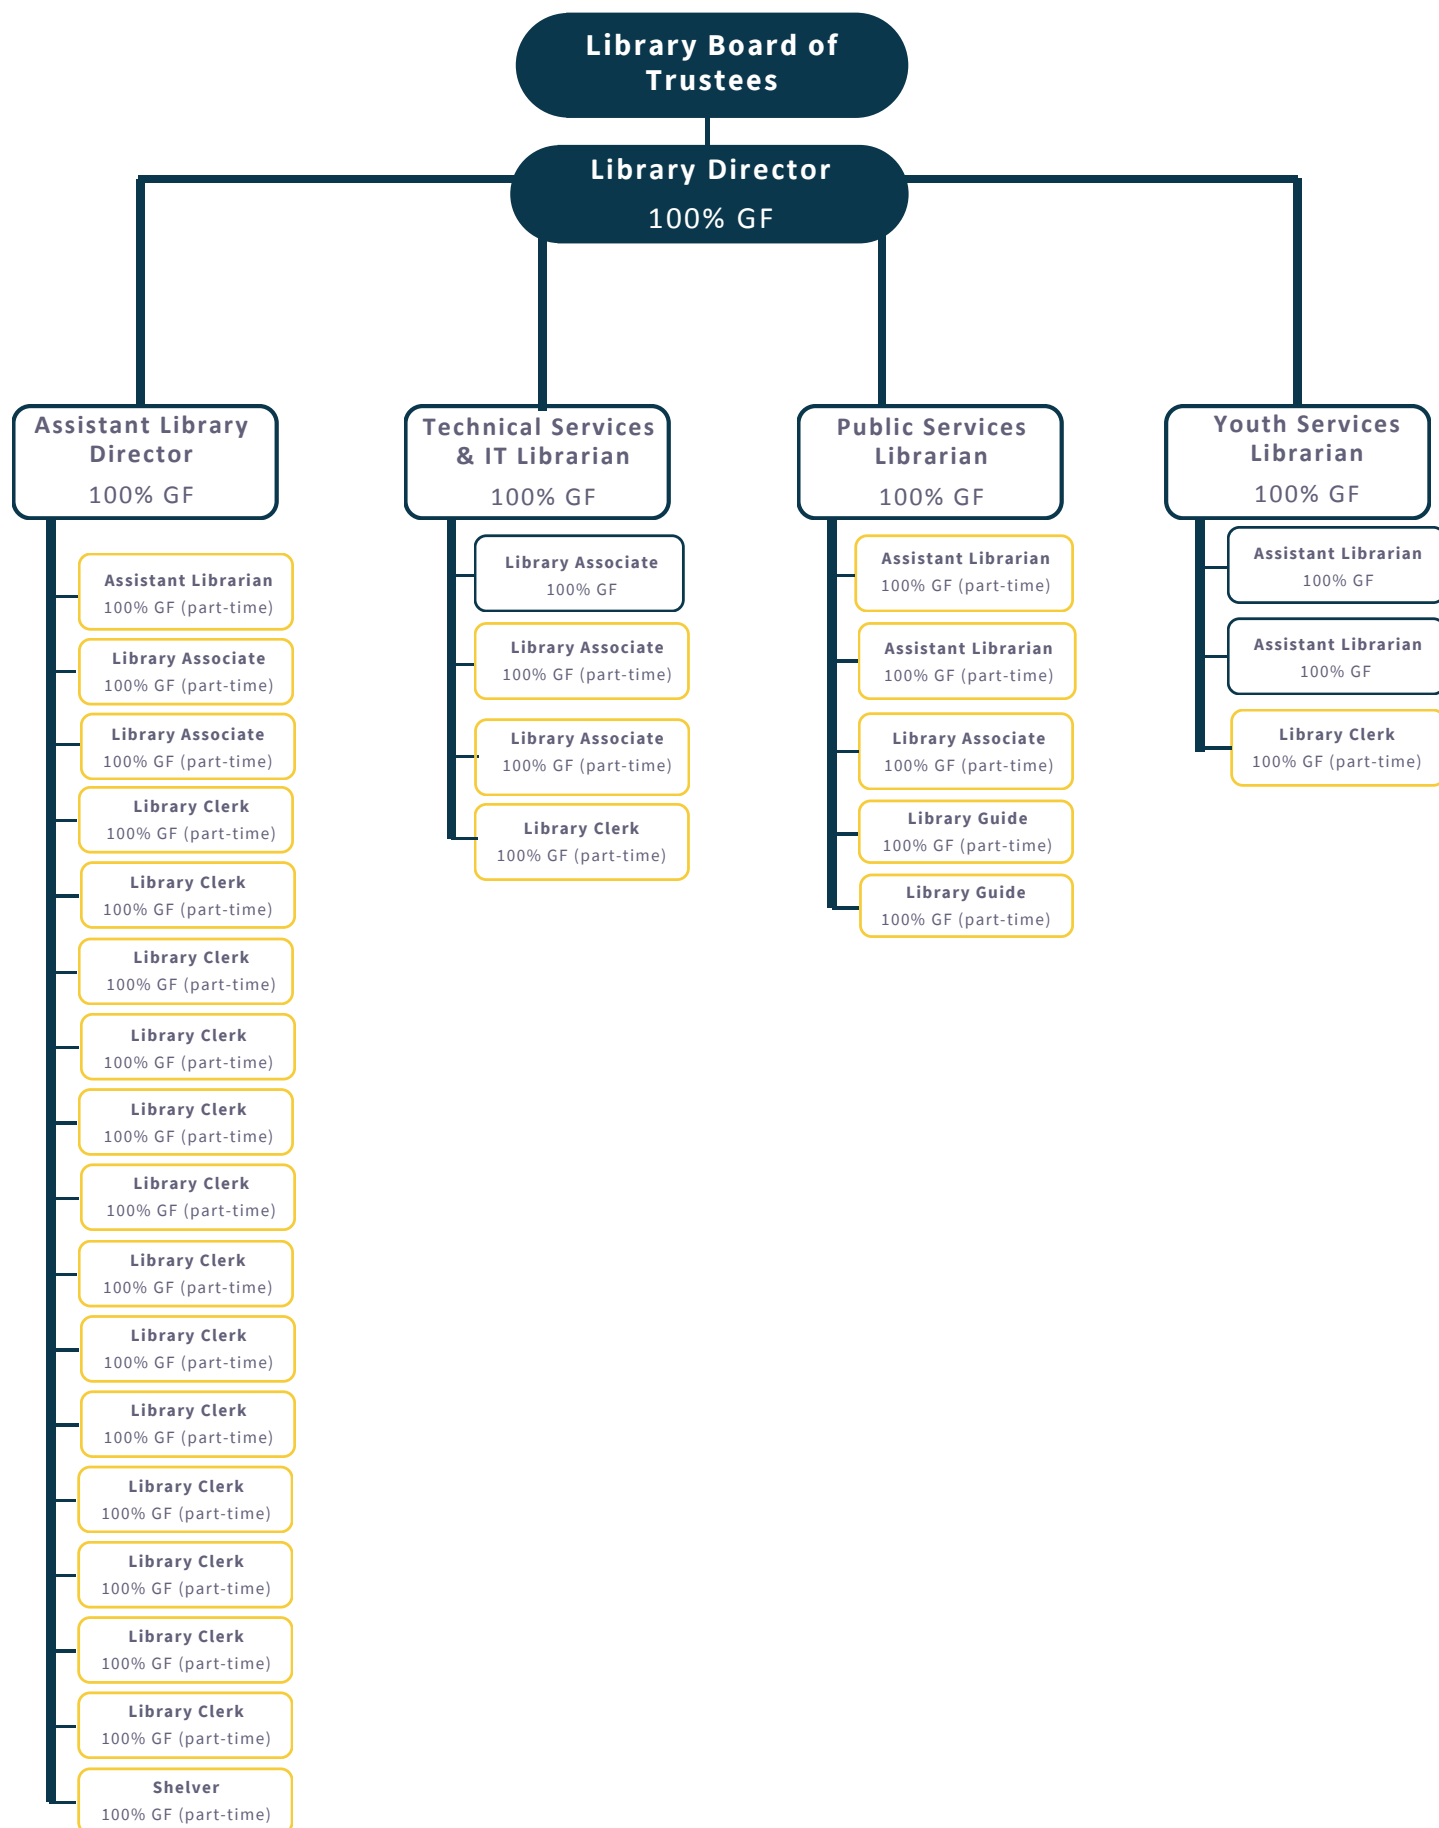 Library Board of
Trustees
Library Director
100% GF
Assistant Library
Director
100% GF
Assistant Librarian
100% GF (part-time)
Library Associate
100% GF (part-time)
Library Associate
100% GF (part-time)
Library Clerk
100% GF (part-time)
Library Clerk
100% GF (part-time)
Library Clerk
100% GF (part-time)
Library Clerk
100% GF (part-time)
Library Clerk
100% GF (part-time)
Library Clerk
100% GF (part-time)
Library Clerk
100% GF (part-time)
Library Clerk
100% GF (part-time)
Library Clerk
100% GF (part-time)
Library Clerk
100% GF (part-time)
Library Clerk
100% GF (part-time)
Library Clerk
100% GF (part-time)
Library Clerk
100% GF (part-time)
Shelver
100% GF (part-time)
Technical Services
& IT Librarian
100% GF
Library Associate
100% GF
Library Associate
100% GF (part-time)
Library Associate
100% GF (part-time)
Library Clerk
100% GF (part-time)
Public Services
Librarian
100% GF
Assistant Librarian
100% GF (part-time)
Assistant Librarian
100% GF (part-time)
Library Associate
100% GF (part-time)
Library Guide
100% GF (part-time)
Library Guide
100% GF (part-time)
Youth Services
Librarian
100% GF
Assistant Librarian
100% GF
Assistant Librarian
100% GF
Library Clerk
100% GF (part-time)